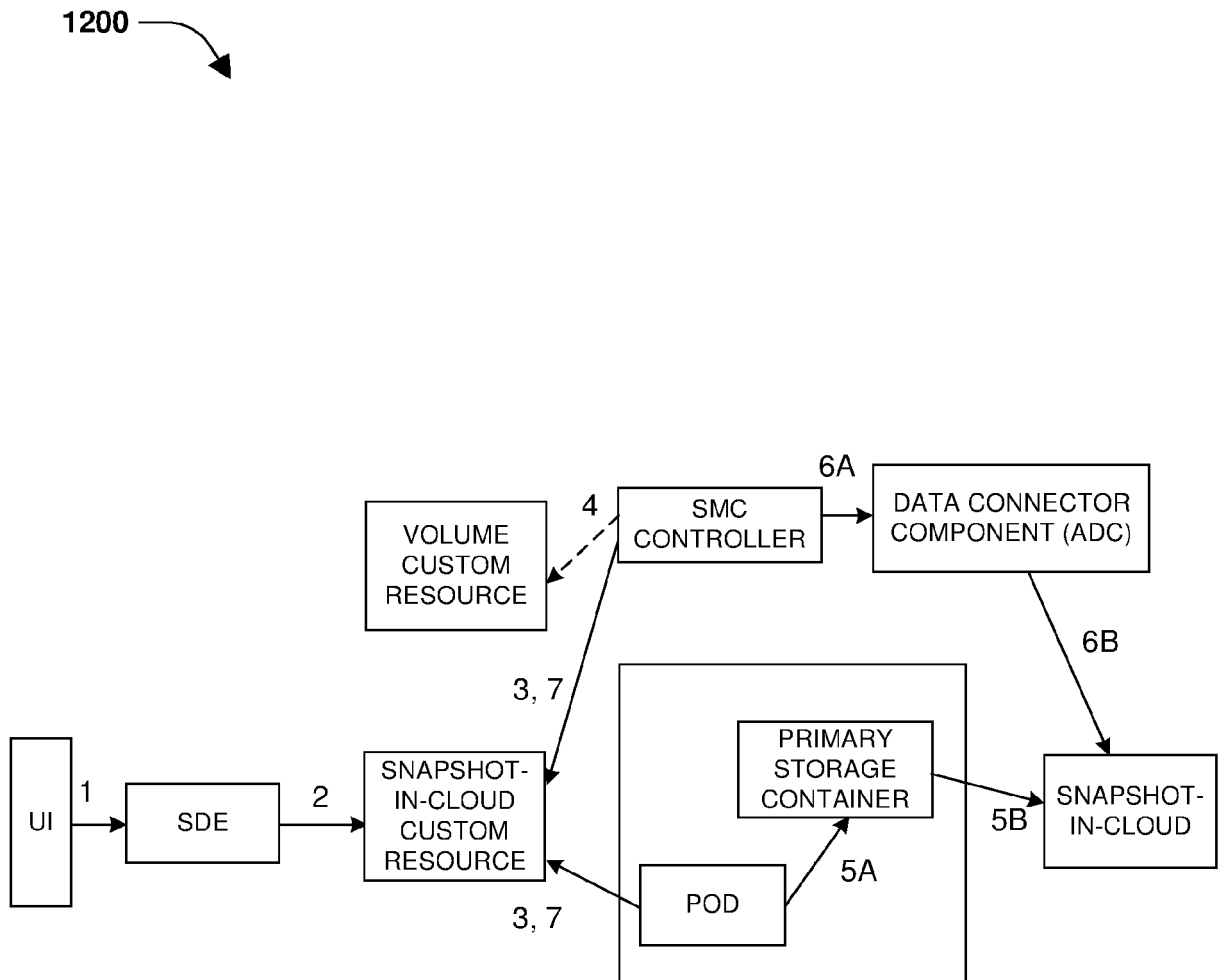 1200
6A
DATA CONNECTOR
COMPONENT (ADC)
SMC
CONTROLLER
4
VOLUME
CUSTOM
RESOURCE
6B
3, 7
PRIMARY
STORAGE
CONTAINER
SNAPSHOT-
IN-CLOUD
CUSTOM
RESOURCE
1
2
UI
SDE
SNAPSHOT-
IN-CLOUD
5B
5A
POD
3, 7